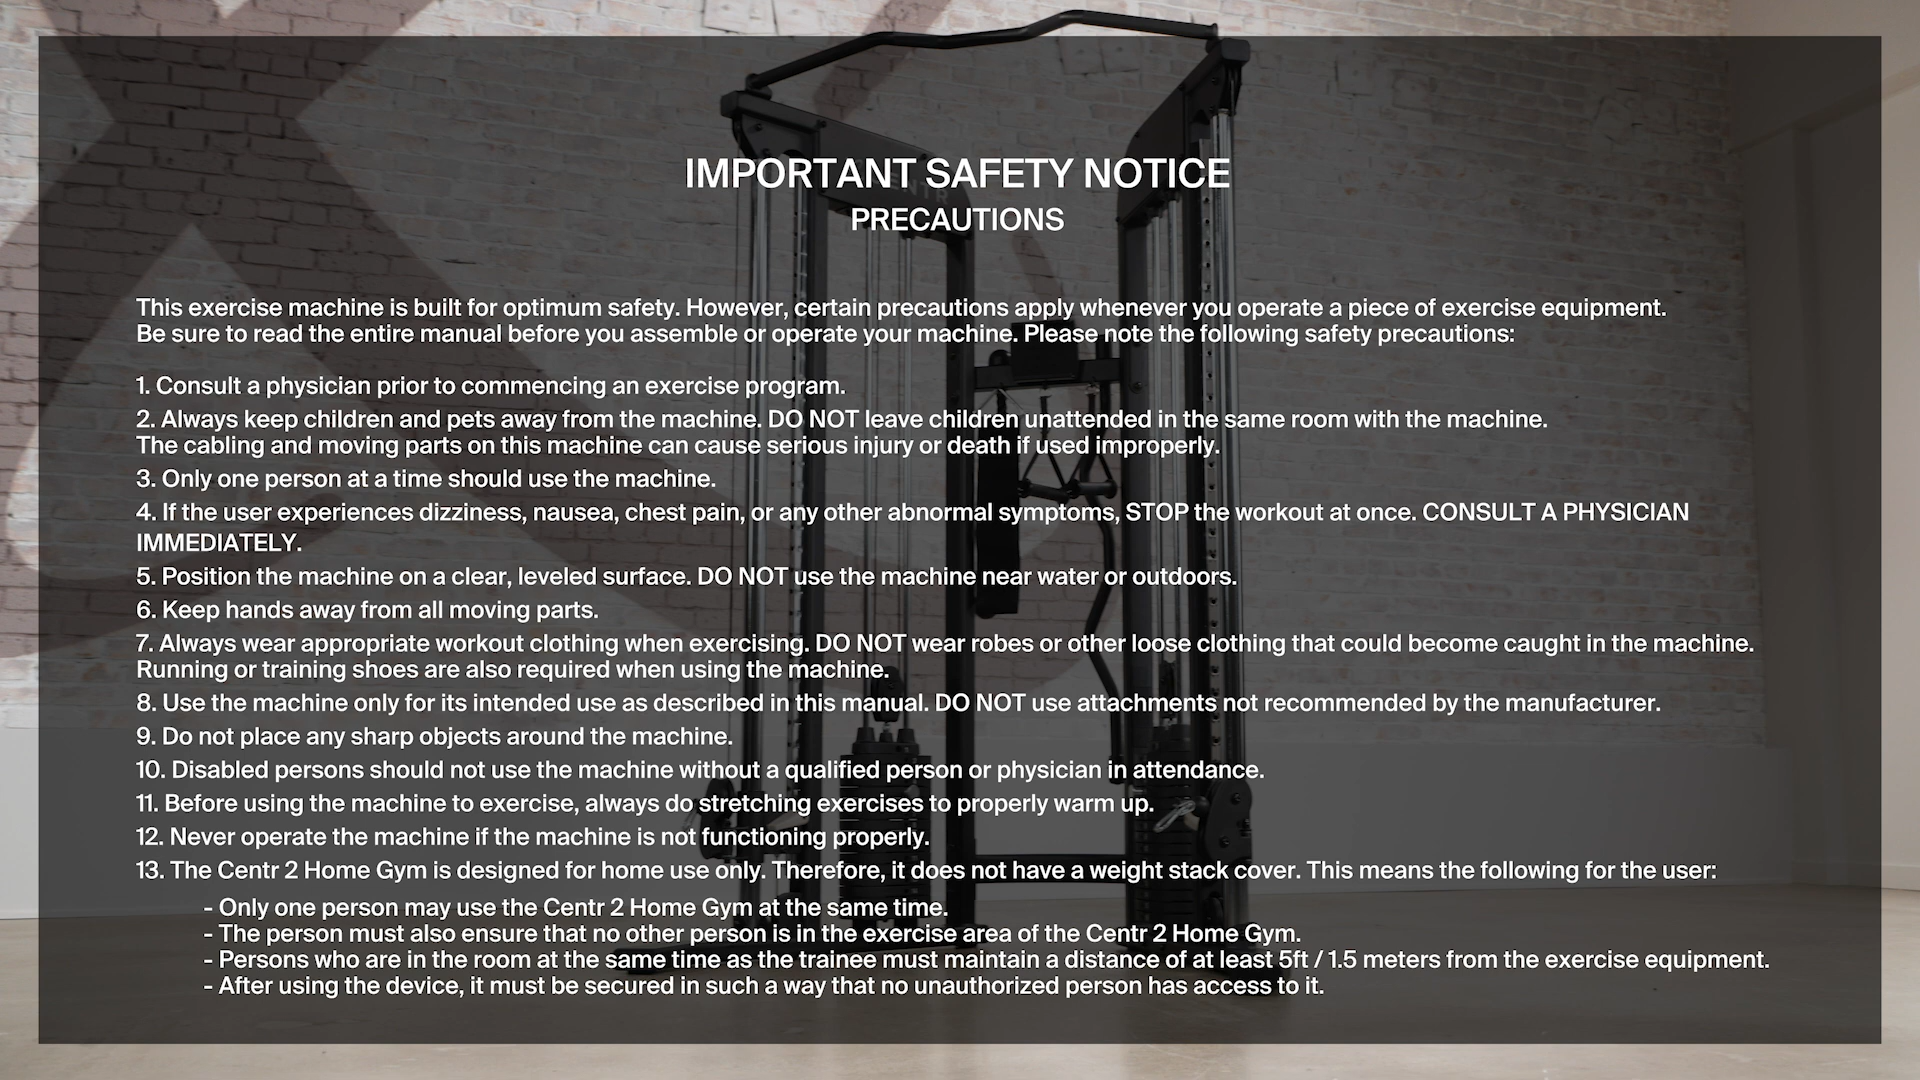 IMPORTANT SAFETY NOTICE
PRECAUTIONS
This exercise machine is built for optimum safety. However, certain precautions apply whenever you operate a piece of exercise equipment.
Be sure to read the entire manual before you assemble or operate your machine. Please note the following safety precautions:
1. Consult a physician prior to commencing an exercise program.
2. Always keep children and pets away from the machine. DO NOT leave children unattended in the same room with the machine.
The cabling and moving parts on this machine can cause serious injury or death if used improperly.
3. Only one person at a time should use the machine.
4. If the user experiences dizziness, nausea, chest pain, or any other abnormal symptoms, STOP the workout at once. CONSULT A PHYSICIAN
IMMEDIATELY.
5. Position the machine on a clear, leveled surface. DO NOT use the machine near water or outdoors.
6. Keep hands away from all moving parts.
7. Always wear appropriate workout clothing when exercising. DO NOT wear robes or other loose clothing that could become caught in the machine.
Running or training shoes are also required when using the machine.
8. Use the machine only for its intended use as described in this manual. DO NOT use attachments not recommended by the manufacturer.
9. Do not place any sharp objects around the machine.
10. Disabled persons should not use the machine without a qualified person or physician in attendance.
11. Before using the machine to exercise, always do stretching exercises to properly warm up.
12. Never operate the machine if the machine is not functioning properly.
13. The Centr 2 Home Gym is designed for home use only. Therefore, it does not have a weight stack cover. This means the following for the user:
- Only one person may use the Centr 2 Home Gym at the same time.
- The person must also ensure that no other person is in the exercise area of the Centr 2 Home Gym.
- Persons who are in the room at the same time as the trainee must maintain a distance of at least 5ft / 1.5 meters from the exercise equipment.
- After using the device, it must be secured in such a way that no unauthorized person has access to it.